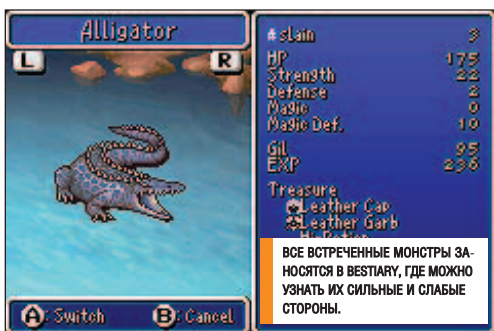 Alligator
L R
A: Switch B: Cancel
#slain 3
HP 175
Strength 22
Defense 2
Magic 0
Magic Def. 10
Gil 95
EXP 236
Treasure
Leather Cap
Leather Garb
ВСЕ ВСТРЕЧЕННЫЕ МОНСТРЫ ЗА-
НОСЯТСЯ В BESTIARY, ГДЕ МОЖНО
УЗНАТЬ ИХ СИЛЬНЫЕ И СЛАБЫЕ
СТОРОНЫ.